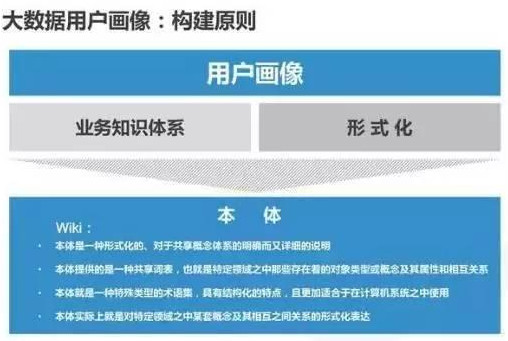 大数据用户画像：构建原则
用户画像
业务知识体系
形式化
本 体
Wiki：
• 本体是一种形式化的、对于共享概念体系的明确而又详细的说明
• 本体提供的是一种共享词表，也就是特定领域之中那些存在着的对象类型或概念及其属性和相互关系
• 本体就是一种特殊类型的术语集，具有结构化的特点，且更加适合于在计算机系统之中使用
• 本体实际上就是对特定领域之中某套概念及其相互之间关系的形式化表达